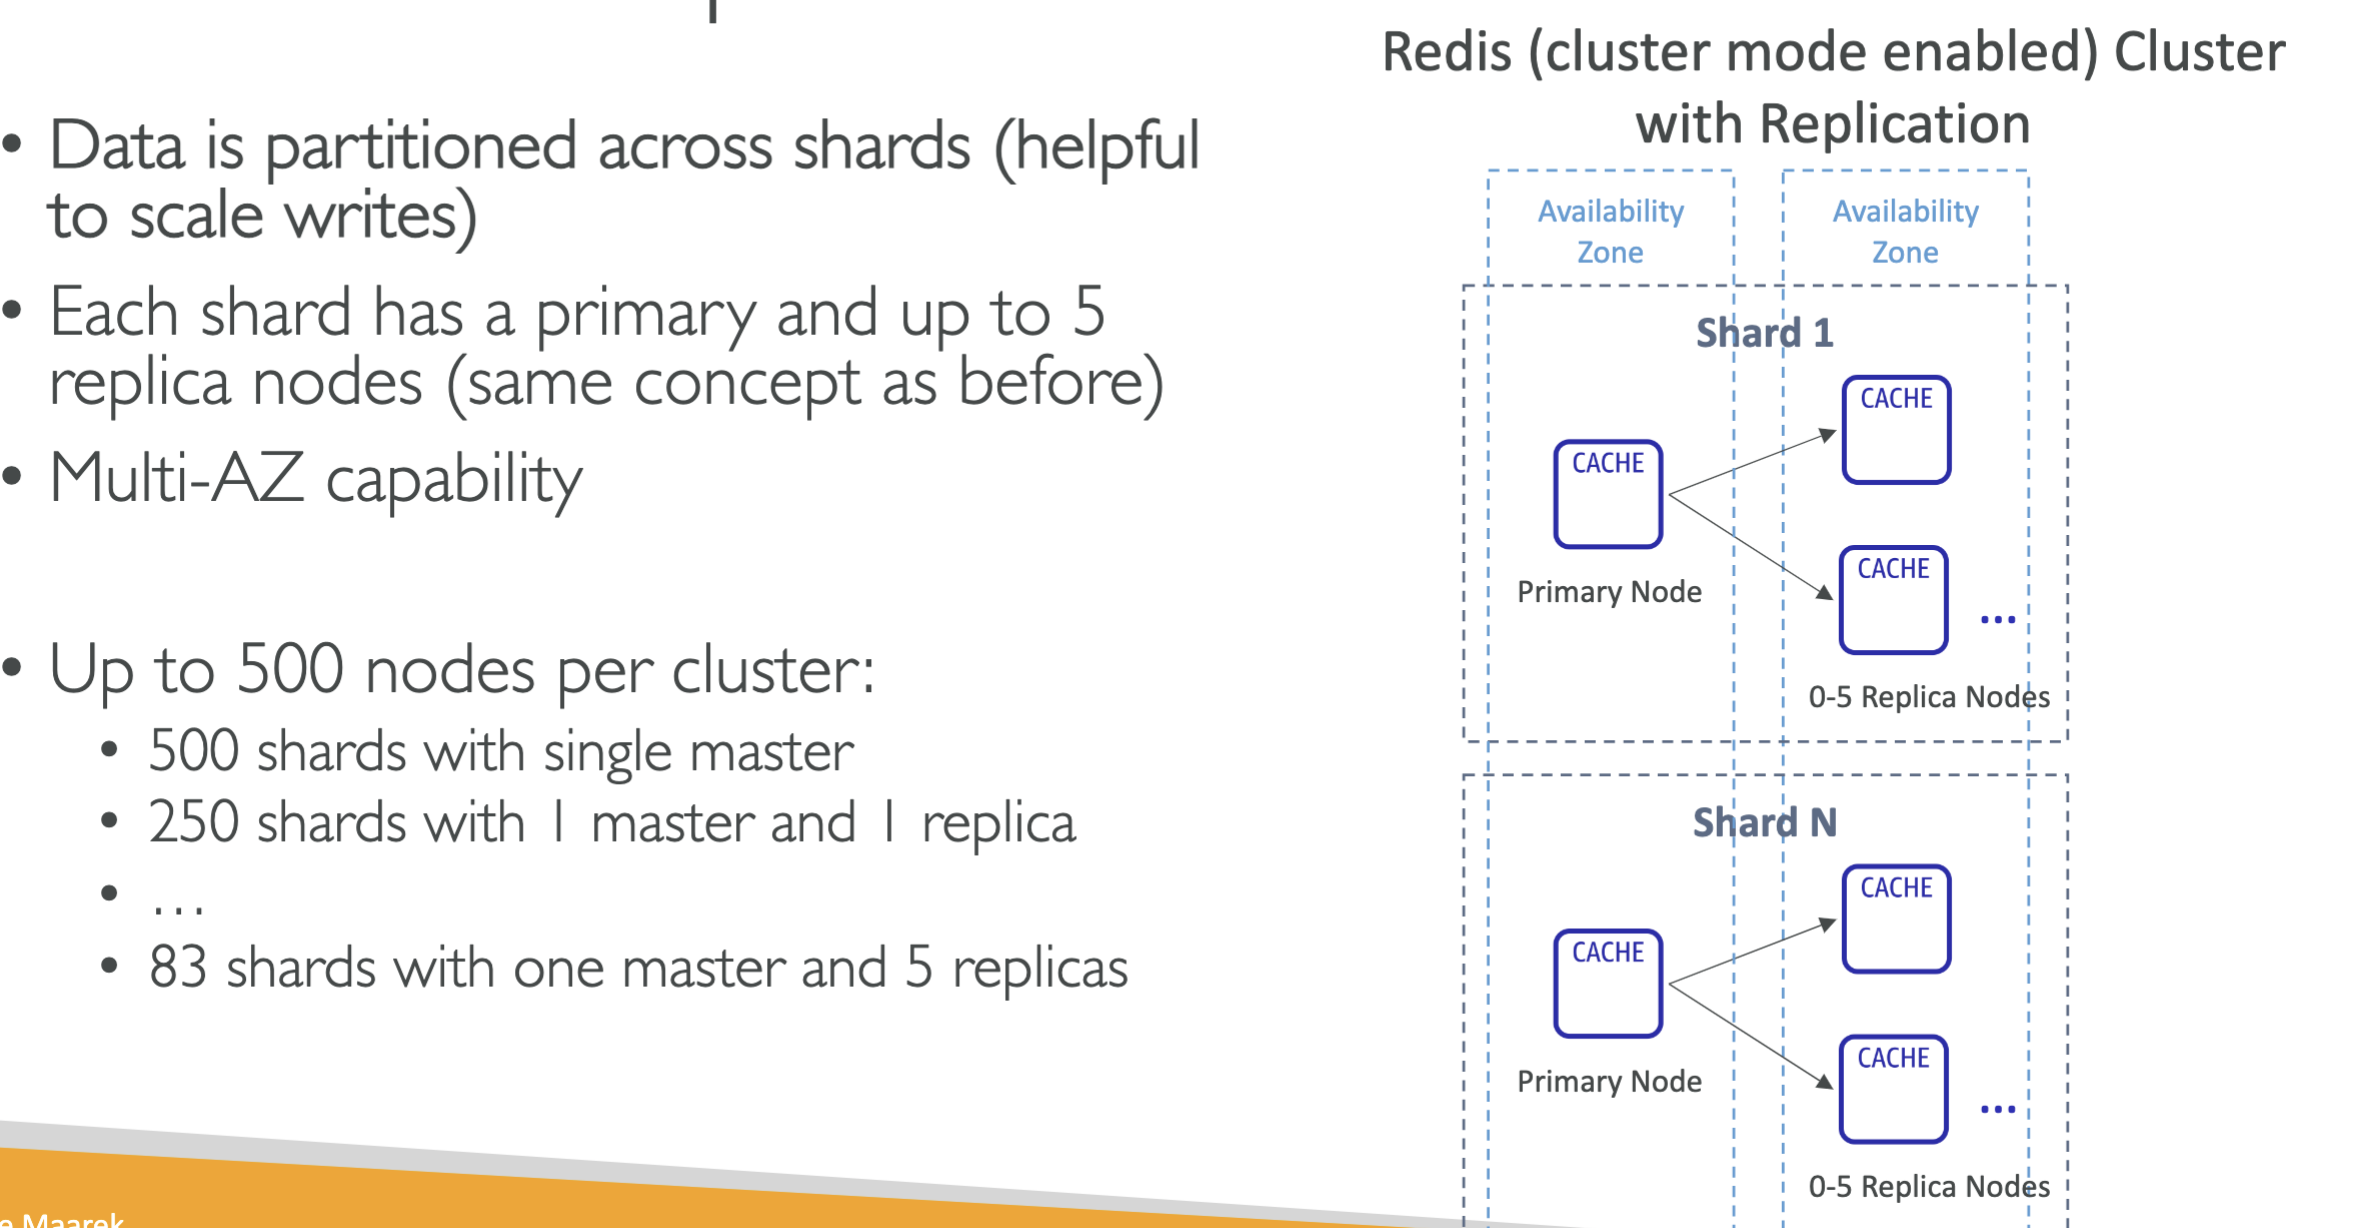 • Data is partitioned across shards (helpful
to scale writes)
• Each shard has a primary and up to 5
replica nodes (same concept as before)
• Multi-AZ capability
• Up to 500 nodes per cluster:
• 500 shards with single master
• 250 shards with 1 master and 1 replica
• …
• 83 shards with one master and 5 replicas
Redis (cluster mode enabled) Cluster
with Replication
Availability
Zone
Availability
Zone
Shard 1
CACHE
CACHE
Primary Node
CACHE
...
0-5 Replica Nodes
Shard N
CACHE
CACHE
Primary Node
CACHE
...
0-5 Replica Nodes
e Maarek